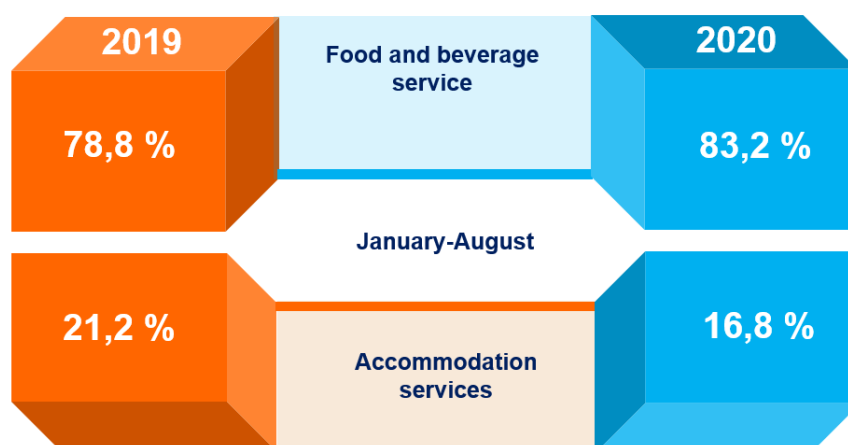 2019
Food and beverage
service
2020
78,8 %
83,2 %
January-August
21,2 %
16,8 %
Accommodation
services